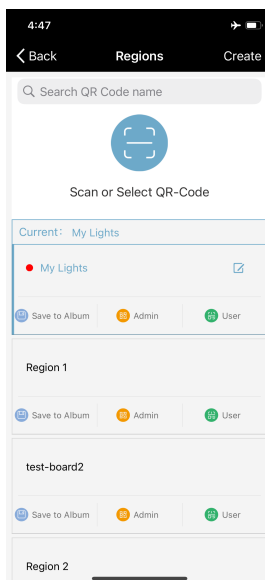 4:47
Back Regions Create
Search QR Code name
Scan or Select QR-Code
Current: My Lights
My Lights
Save to Album Admin User
Region 1
Save to Album Admin User
test-board2
Save to Album Admin User
Region 2